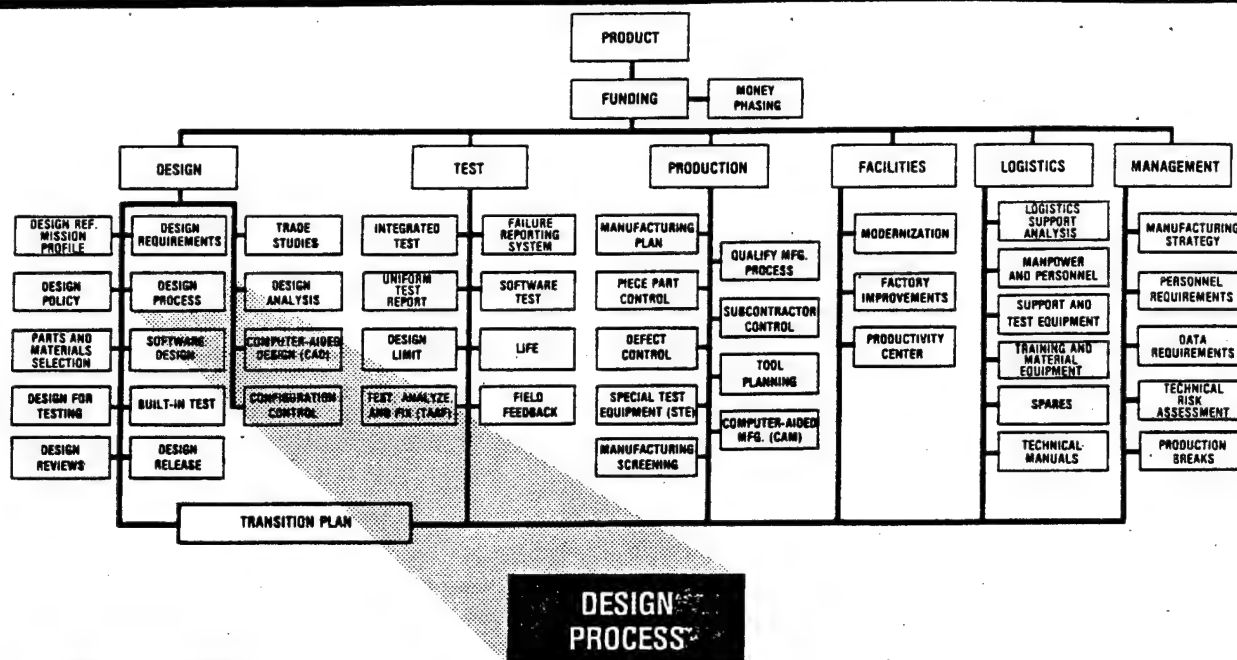 PRODUCT
FUNDING
MONEY
PHASING
DESIGN
TEST
PRODUCTION
FACILITIES
LOGISTICS
MANAGEMENT
DESIGN REF.
MISSION
PROFILE
DESIGN
REQUIREMENTS
TRADE
STUDIES
DESIGN
POLICY
DESIGN
PROCESS
DESIGN
ANALYSIS
PARTS AND
MATERIALS
SELECTION
SOFTWARE
DESIGN
COMPUTER-AIDED
DESIGN (CAD)
DESIGN FOR
TESTING
BUILT-IN TEST
CONFIGURATION
CONTROL
DESIGN
REVIEWS
DESIGN
RELEASE
INTEGRATED
TEST
FAILURE
REPORTING
SYSTEM
UNIFORM
TEST
REPORT
SOFTWARE
TEST
DESIGN
LIMIT
LIFE
TEST, ANALYZE,
AND FIX (TAAF)
FIELD
FEEDBACK
MANUFACTURING
PLAN
QUALIFY MFG.
PROCESS
PIECE PART
CONTROL
SUBCONTRACTOR
CONTROL
DEFECT
CONTROL
TOOL
PLANNING
SPECIAL TEST
EQUIPMENT (STE)
COMPUTER-AIDED
MFG. (CAM)
MANUFACTURING
SCREENING
MODERNIZATION
FACTORY
IMPROVEMENTS
PRODUCTIVITY
CENTER
LOGISTICS
SUPPORT
ANALYSIS
MANPOWER
AND PERSONNEL
SUPPORT AND
TEST EQUIPMENT
TRAINING AND
MATERIAL
EQUIPMENT
SPARES
TECHNICAL
MANUALS
MANUFACTURING
STRATEGY
PERSONNEL
REQUIREMENTS
DATA
REQUIREMENTS
TECHNICAL
RISK
ASSESSMENT
PRODUCTION
BREAKS
TRANSITION PLAN
DESIGN
PROCESS